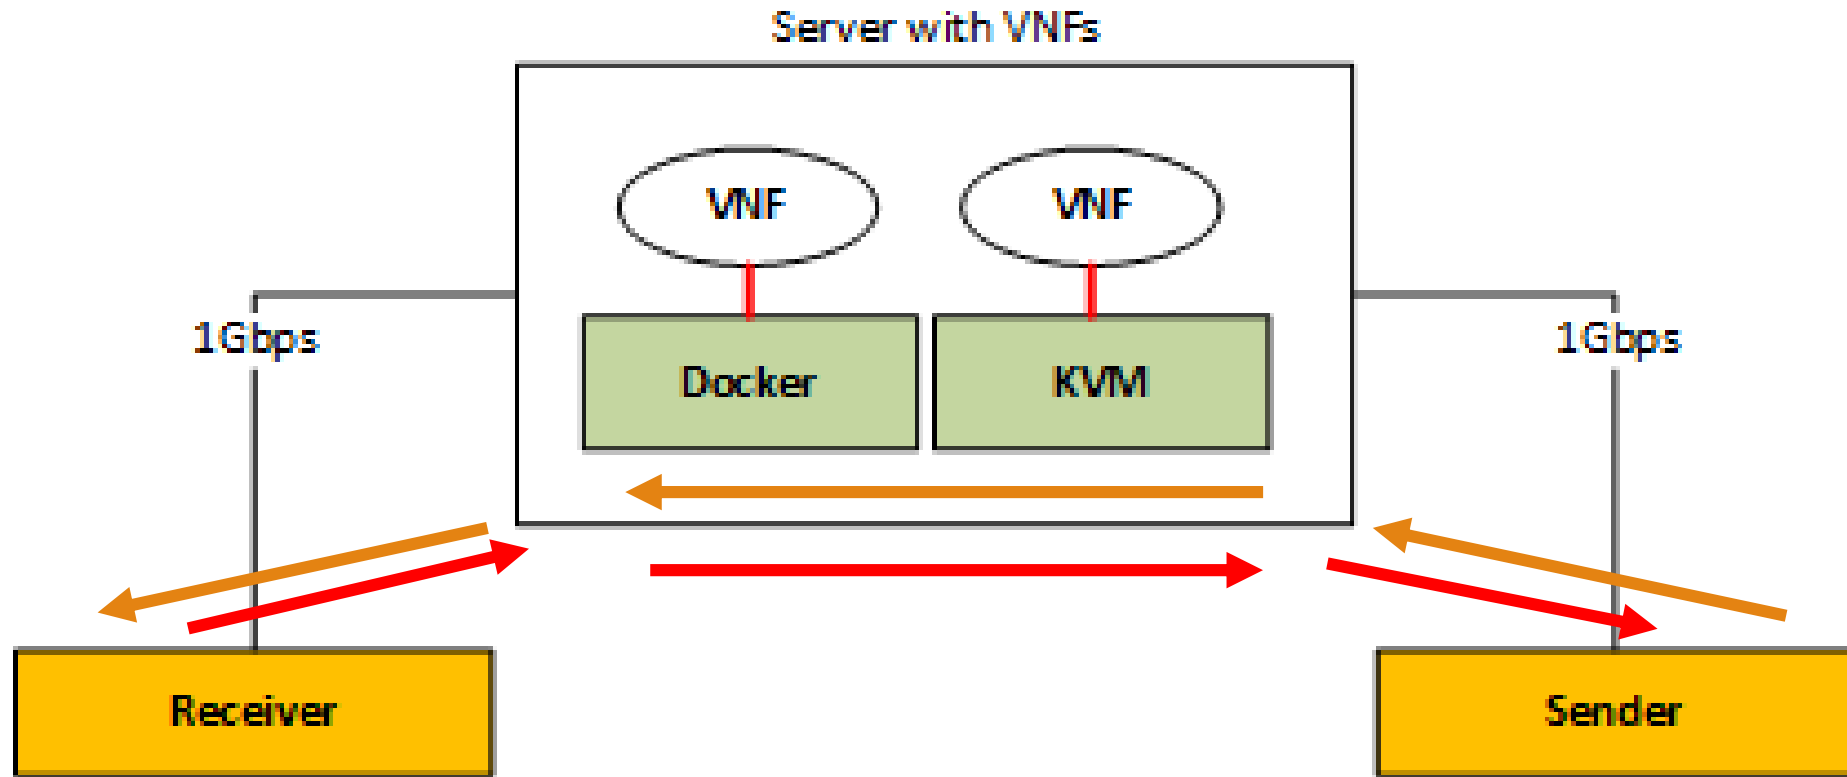 Server with VNFs
VNF
VNF
1Gbps
1Gbps
Docker
KVM
Receiver
Sender